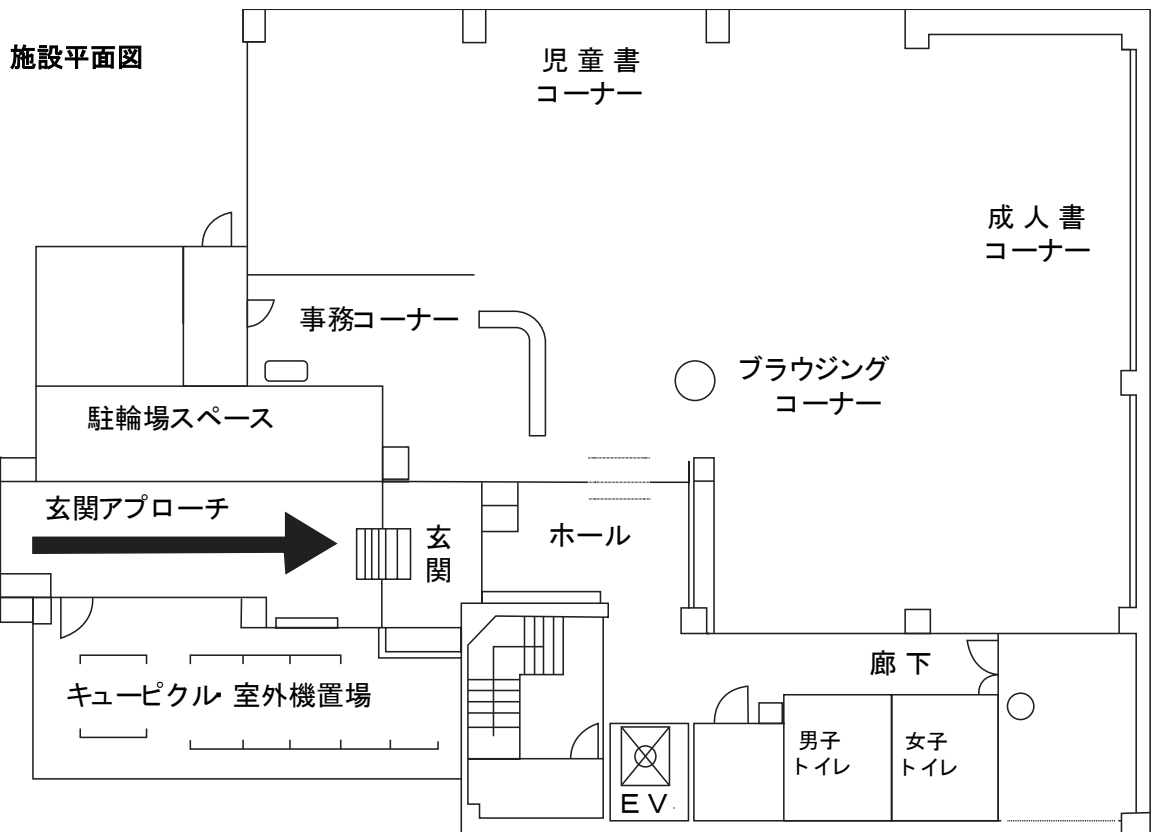 施設平面図
児童書
コーナー
成人書
コーナー
事務コーナー
ブラウジング
コーナー
駐輪場スペース
玄関アプローチ
玄
関
ホール
廊下
キュービクル・室外機置場
男子
トイレ
女子
トイレ
EV